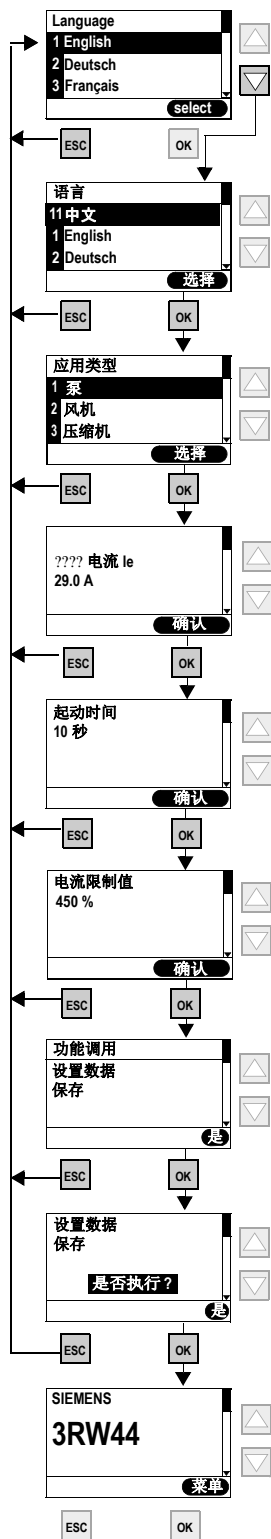 Language
1 English
2 Deutsch
3 Français
select
ESC
OK
语言
11 中文
1 English
2 Deutsch
选择
ESC
OK
应用类型
1 泵
2 风机
3 压缩机
选择
ESC
OK
???? 电流 Ie
29.0 A
确认
ESC
OK
起动时间
10 秒
确认
ESC
OK
电流限制值
450 %
确认
ESC
OK
功能调用
设置数据
保存
是
ESC
OK
设置数据
保存
是否执行？
是
ESC
OK
SIEMENS
3RW44
菜单
ESC
OK